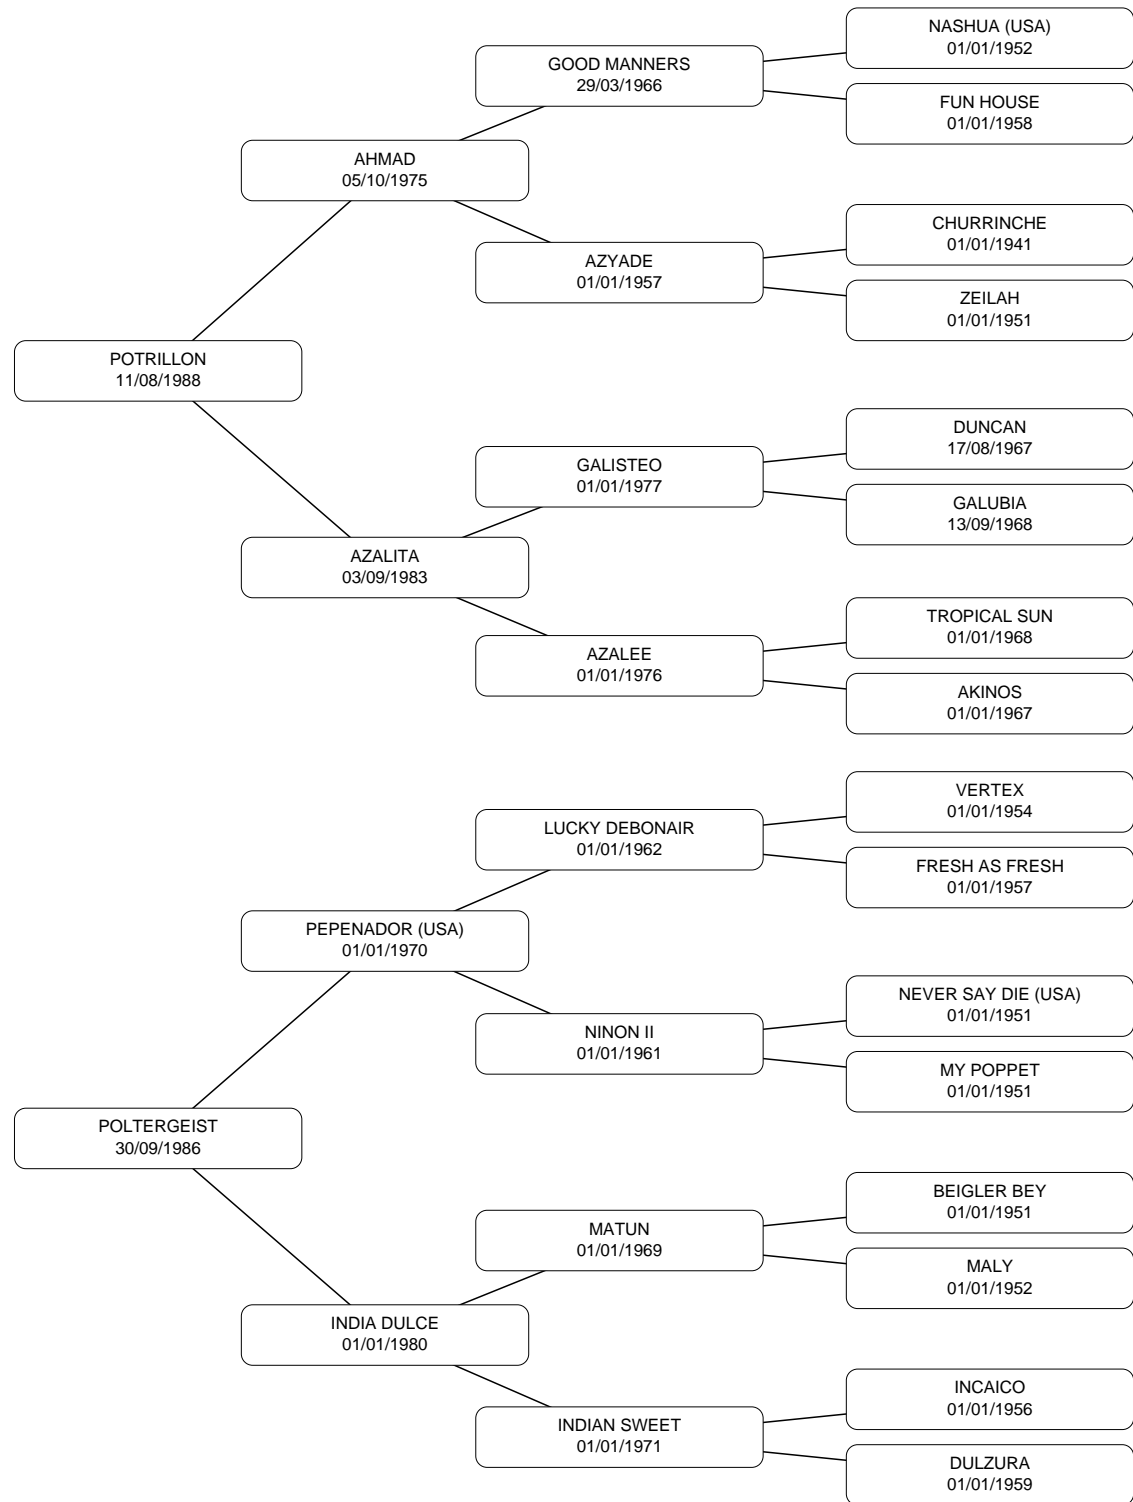 NASHUA (USA)
01/01/1952
GOOD MANNERS
29/03/1966
FUN HOUSE
01/01/1958
AHMAD
05/10/1975
CHURRINCHE
01/01/1941
AZYADE
01/01/1957
ZEILAH
01/01/1951
POTRILLON
11/08/1988
DUNCAN
17/08/1967
GALISTEO
01/01/1977
GALUBIA
13/09/1968
AZALITA
03/09/1983
TROPICAL SUN
01/01/1968
AZALEE
01/01/1976
AKINOS
01/01/1967
VERTEX
01/01/1954
LUCKY DEBONAIR
01/01/1962
FRESH AS FRESH
01/01/1957
PEPENADOR (USA)
01/01/1970
NEVER SAY DIE (USA)
01/01/1951
NINON II
01/01/1961
MY POPPET
01/01/1951
POLTERGEIST
30/09/1986
BEIGLER BEY
01/01/1951
MATUN
01/01/1969
MALY
01/01/1952
INDIA DULCE
01/01/1980
INCAICO
01/01/1956
INDIAN SWEET
01/01/1971
DULZURA
01/01/1959